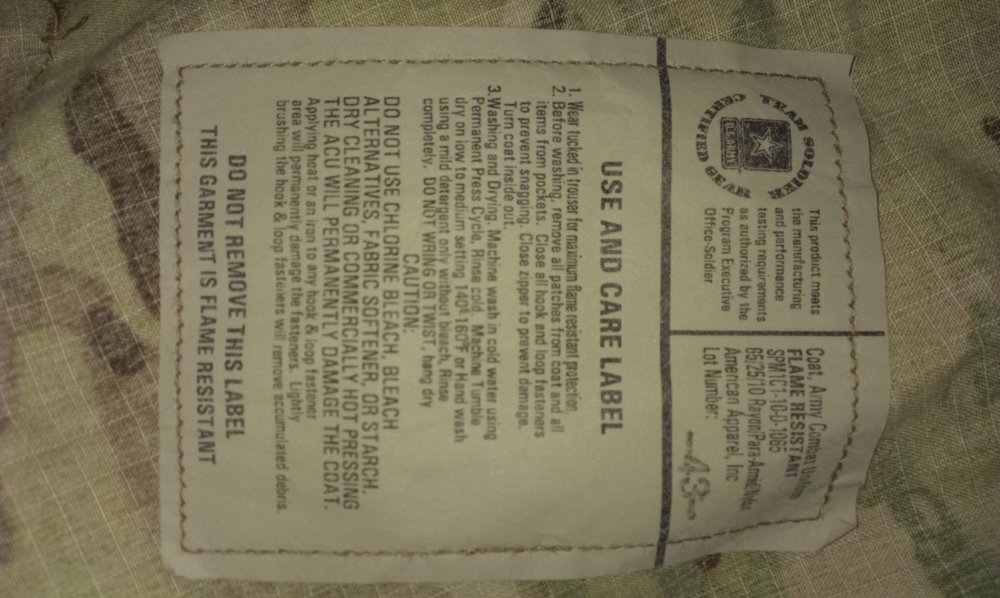 SOLDIER
CERTIFIED
U.S.ARMY
This product meets
the manufacturing
and performance
testing requirements
as authorized by the
Program Executive
Office-Soldier
Coat, Army Combat Uniform
FLAME RESISTANT
SPM1C1-10-D-1065
65/25/10 Rayon/Para-Armd/Nylon
American Apparel, Inc
Lot Number:
-43-
USE AND CARE LABEL
1. Wear tucked in trouser for maximum flame resistant protection.
2. Before washing, remove all patches from coat and all
items from pockets. Close all hook and loop fasteners
to prevent snagging. Close zipper to prevent damage.
Turn coat inside out.
3.Washing and Drying. Machine wash in cold water using
Permanent Press Cycle, Rinse cold. Machine Tumble
dry on low to medium setting 140º-160ºF or Hand wash
using a mild detergent only without bleach, Rinse
completely. DO NOT WRING OR TWIST, hang dry
CAUTION:
DO NOT USE CHLORINE BLEACH, BLEACH
ALTERNATIVES, FABRIC SOFTENER, OR STARCH.
DRY CLEANING OR COMMERCIALLY HOT PRESSING
THE ACU WILL PERMANENTLY DAMAGE THE COAT.
Applying heat or an iron to any hook & loop fastener
area will permanently damage the fasteners. Lightly
brushing the hook & loop fasteners will remove accumulated debris.
DO NOT REMOVE THIS LABEL
THIS GARMENT IS FLAME RESISTANT